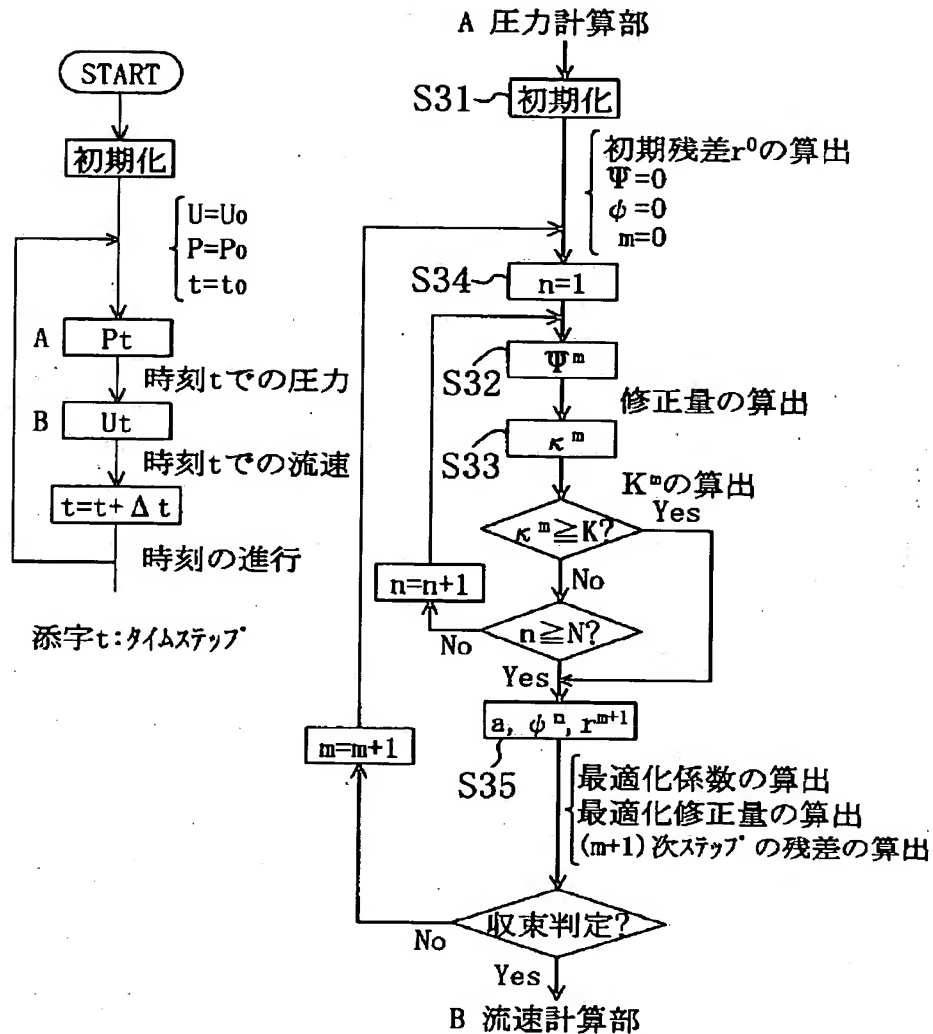 START
初期化
U=U₀
P=P₀
t=t₀
A
Pt
時刻tでの圧力
B
Ut
時刻tでの流速
t=t+Δt
時刻の進行
添字t:タイムステップ
A 圧力計算部
S31
初期化
初期残差r⁰の算出
Ψ=0
φ=0
m=0
S34
n=1
S32
Ψᵐ
修正量の算出
S33
κᵐ
Kᵐの算出
κᵐ≧K?
Yes
No
n=n+1
n≧N?
No
Yes
a, ψⁿ, rᵐ⁺¹
S35
m=m+1
最適化係数の算出
最適化修正量の算出
(m+1)次ステップの残差の算出
収束判定?
No
Yes
B 流速計算部